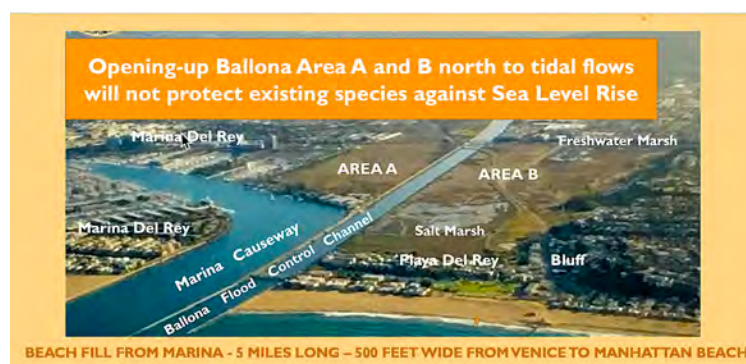 Opening-up Ballona Area A and B north to tidal flows
will not protect existing species against Sea Level Rise
Marina Del Rey
Freshwater Marsh
AREA A
AREA B
Marina Del Rey
Marina Causeway
Ballona Flood Control Channel
Salt Marsh
Playa Del Rey
Bluff
BEACH FILL FROM MARINA - 5 MILES LONG – 500 FEET WIDE FROM VENICE TO MANHATTAN BEACH